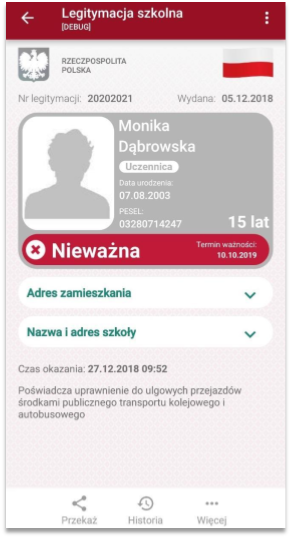 Legitymacja szkolna
[DEBUG]
RZECZPOSPOLITA
POLSKA
Nr legitymacji: 20202021 Wydana: 05.12.2018
Monika
Dąbrowska
Uczennica
Data urodzenia:
07.08.2003
PESEL:
03280714247 15 lat
Nieważna Termin ważności:
10.10.2019
Adres zamieszkania
Nazwa i adres szkoły
Czas okazania: 27.12.2018 09:52
Poświadcza uprawnienie do ulgowych przejazdów
środkami publicznego transportu kolejowego i
autobusowego
Przekaż Historia Więcej